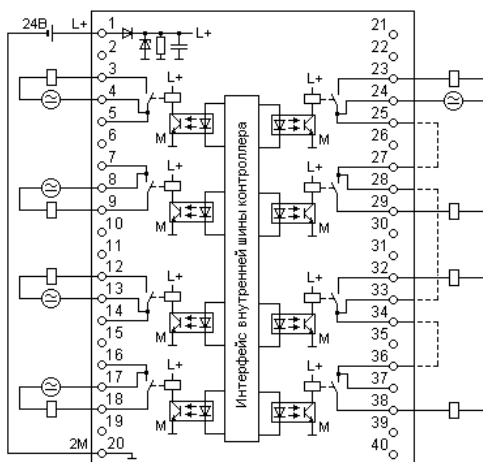 24В L+ 1 L+ 21
2 22
3 L+ L+ 23
4 24
5 M M 25
6 26
7 L+ L+ 27
8 28
9 M M 29
10 30
11 31
12 L+ L+ 32
13 33
14 M M 34
15 35
16 L+ L+ 36
17 37
18 M M 38
19 39
2M 20 40
Интерфейс внутренней шины контроллера